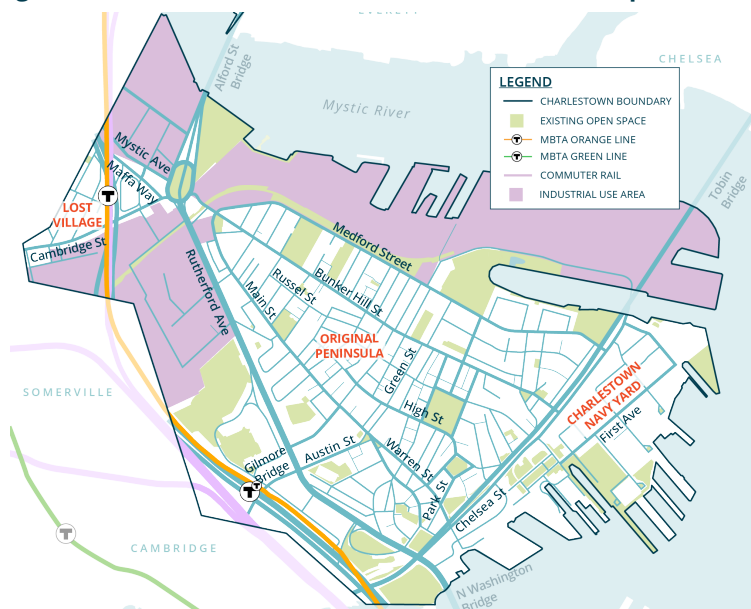 EVERETT
CHELSEA
Alford St
Bridge
Mystic River
LEGEND
CHARLESTOWN BOUNDARY
EXISTING OPEN SPACE
T MBTA ORANGE LINE
T MBTA GREEN LINE
COMMUTER RAIL
INDUSTRIAL USE AREA
Tobin
Bridge
Mystic Ave
Maffa Way
T
LOST
VILLAGE
Cambridge St
Medford Street
Rutherford Ave
Main St
Russel St
Bunker Hill St
ORIGINAL
PENINSULA
Green St
High St
CHARLESTOWN
NAVY YARD
First Ave
SOMERVILLE
Gilmore
Bridge
T
T
Austin St
Warren St
Park St
Chelsea St
T
CAMBRIDGE
N Washington
Bridge